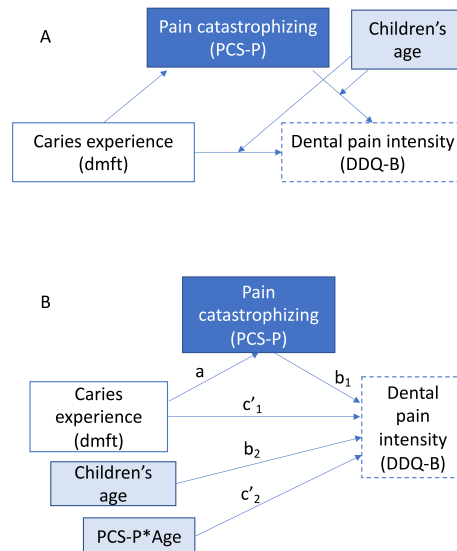 A
Pain catastrophizing
(PCS-P)
Children's
age
Caries experience
(dmft)
Dental pain intensity
(DDQ-B)
B
Pain
catastrophizing
(PCS-P)
a
b₁
Caries
experience
(dmft)
c'₁
Dental
pain
intensity
(DDQ-B)
b₂
Children's
age
c'₂
PCS-P*Age